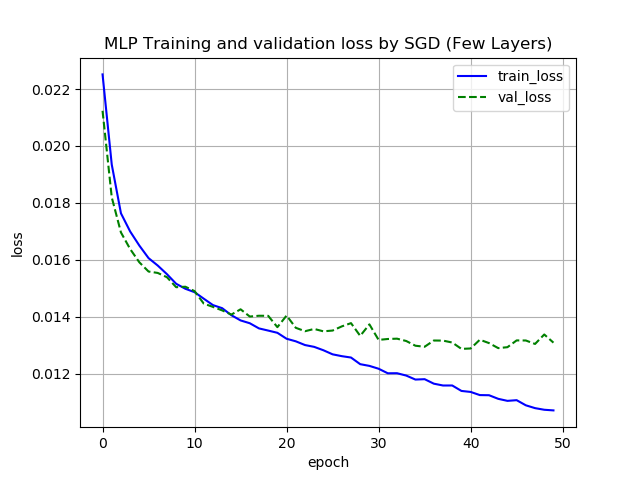 MLP Training and validation loss by SGD (Few Layers)
train_loss
val_loss
0.022
0.020
0.018
0.016
0.014
0.012
loss
0
10
20
30
40
50
epoch